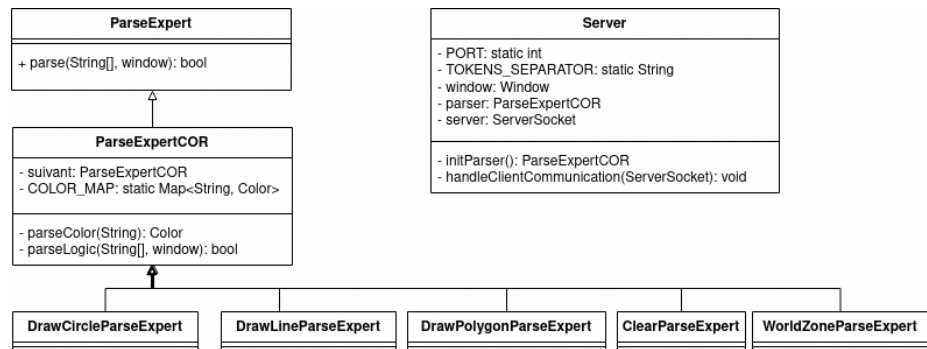 ParseExpert
+ parse(String[], window): bool
ParseExpertCOR
- suivant: ParseExpertCOR
- COLOR_MAP: static Map<String, Color>
- parseColor(String): Color
- parseLogic(String[], window): bool
Server
- PORT: static int
- TOKENS_SEPARATOR: static String
- window: Window
- parser: ParseExpertCOR
- server: ServerSocket
- initParser(): ParseExpertCOR
- handleClientCommunication(ServerSocket): void
DrawCircleParseExpert
DrawLineParseExpert
DrawPolygonParseExpert
ClearParseExpert
WorldZoneParseExpert